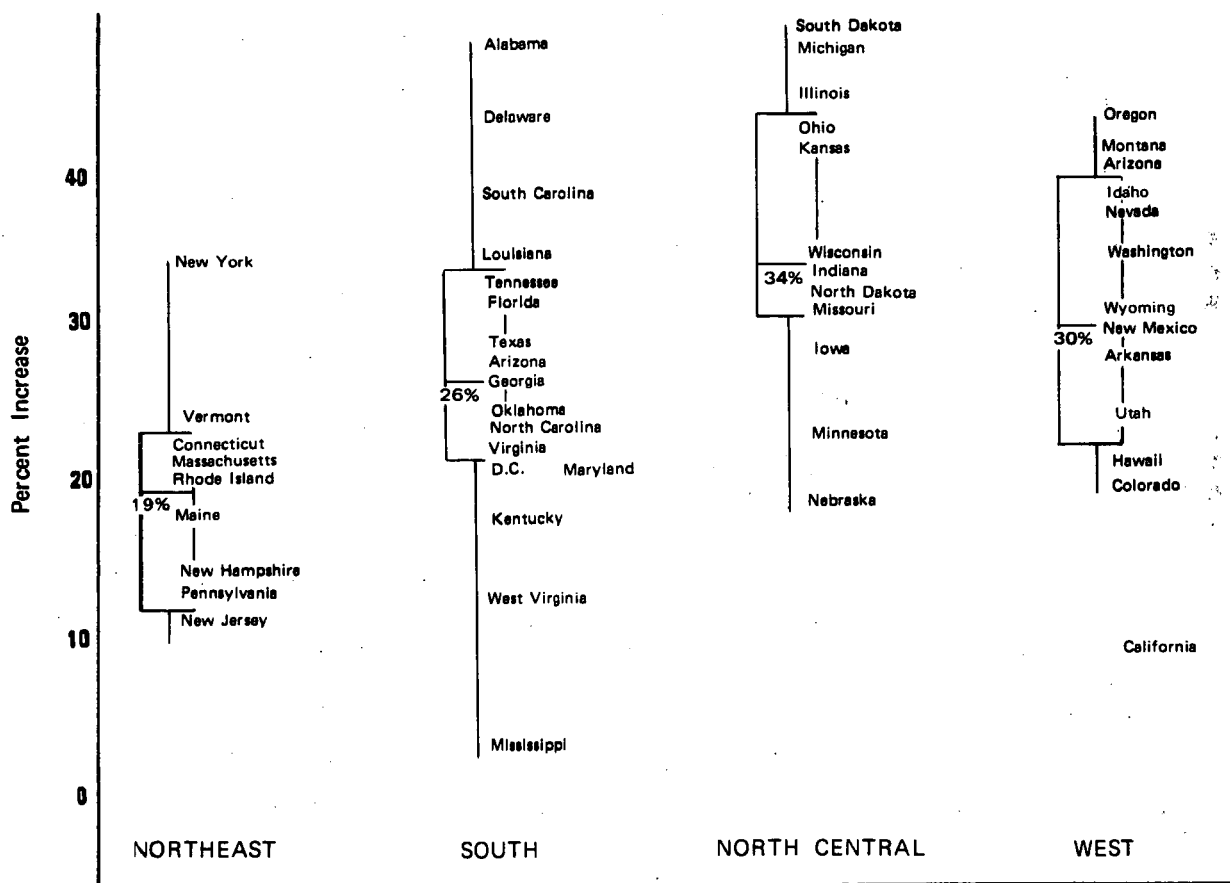 Percent Increase
40
30
20
10
0
New York
Vermont
Connecticut
Massachusetts
Rhode Island
19%
Maine
New Hampshire
Pennsylvania
New Jersey
NORTHEAST
Alabama
Delaware
South Carolina
Louisiana
Tennessee
Florida
Texas
Arizona
Georgia
26%
Oklahoma
North Carolina
Virginia
D.C. Maryland
Kentucky
West Virginia
Mississippi
SOUTH
South Dakota
Michigan
Illinois
Ohio
Kansas
Wisconsin
34% Indiana
North Dakota
Missouri
Iowa
Minnesota
Nebraska
NORTH CENTRAL
Oregon
Montana
Arizona
Idaho
Nevada
Washington
Wyoming
New Mexico
30%
Arkansas
Utah
Hawaii
Colorado
California
WEST